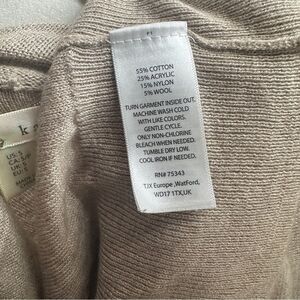 55% COTTON
25% ACRYLIC
15% NYLON
5% WOOL
TURN GARMENT INSIDE OUT.
MACHINE WASH COLD
WITH LIKE COLORS.
GENTLE CYCLE.
ONLY NON-CHLORINE
BLEACH WHEN NEEDED.
TUMBLE DRY LOW.
COOL IRON IF NEEDED.
RN# 75343
TJX Europe ,WatFord,
WD17 1TX,UK